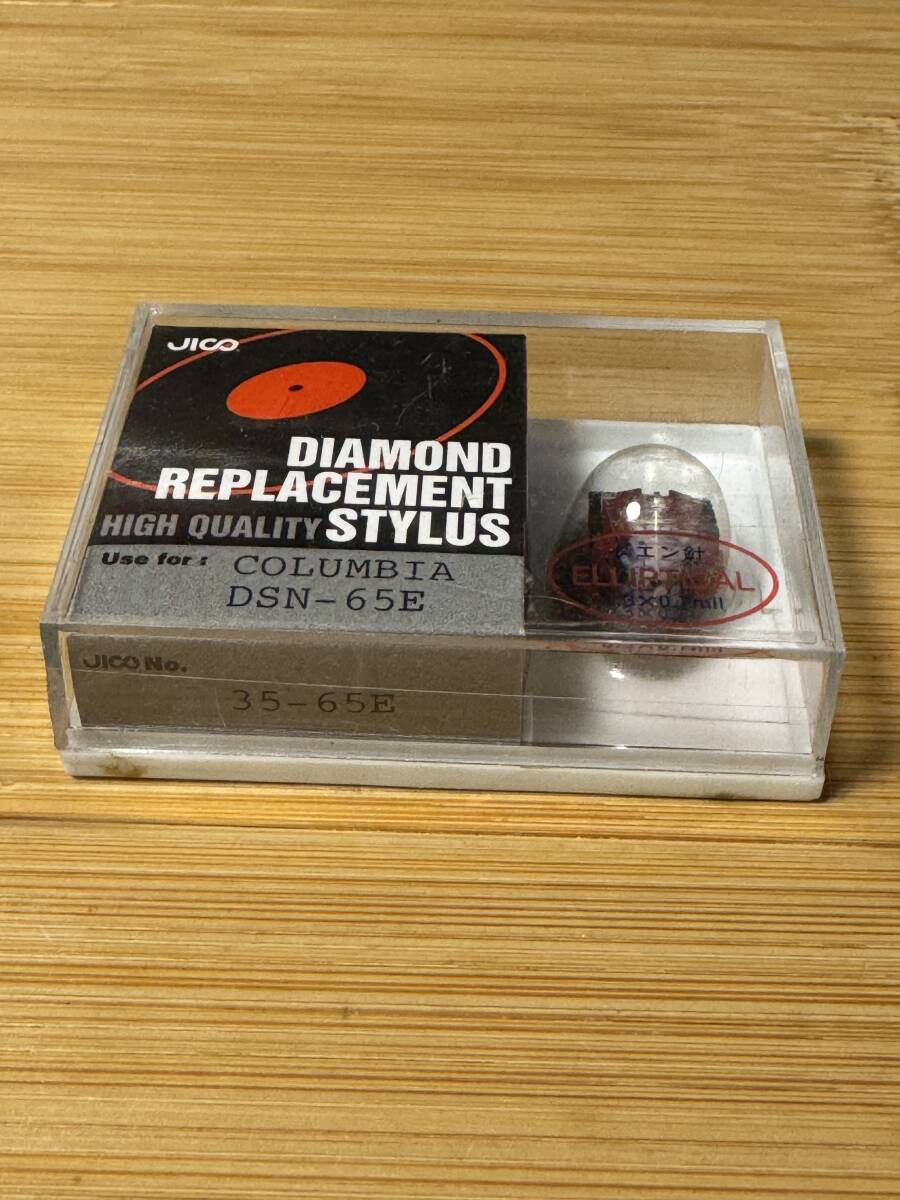 JICO
DIAMOND
REPLACEMENT
HIGH QUALITY STYLUS
Use for: COLUMBIA
DSN-65E
JICO No.
35-65E
エン針
ELLIPTICAL
mil